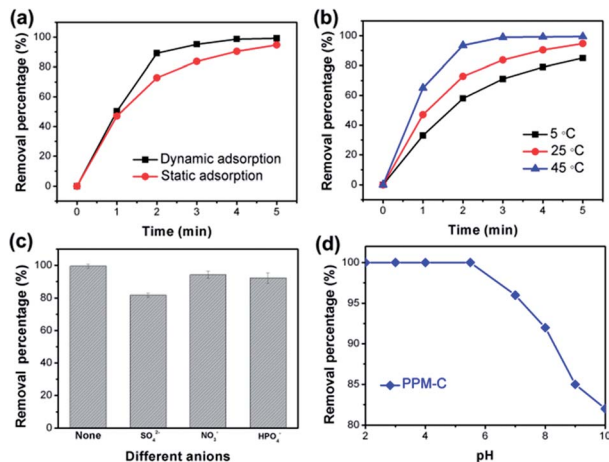 (a)
Removal percentage (%)
100
80
60
40
20
0
Dynamic adsorption
Static adsorption
0 1 2 3 4 5
Time (min)
(b)
Removal percentage (%)
100
80
60
40
20
0
5 °C
25 °C
45 °C
0 1 2 3 4 5
Time (min)
(c)
Removal percentage (%)
100
80
60
40
20
0
None SO₄²⁻ NO₃⁻ HPO₄⁻
Different anions
(d)
Removal percentage (%)
100
95
90
85
80
PPM-C
2 4 6 8 10
pH